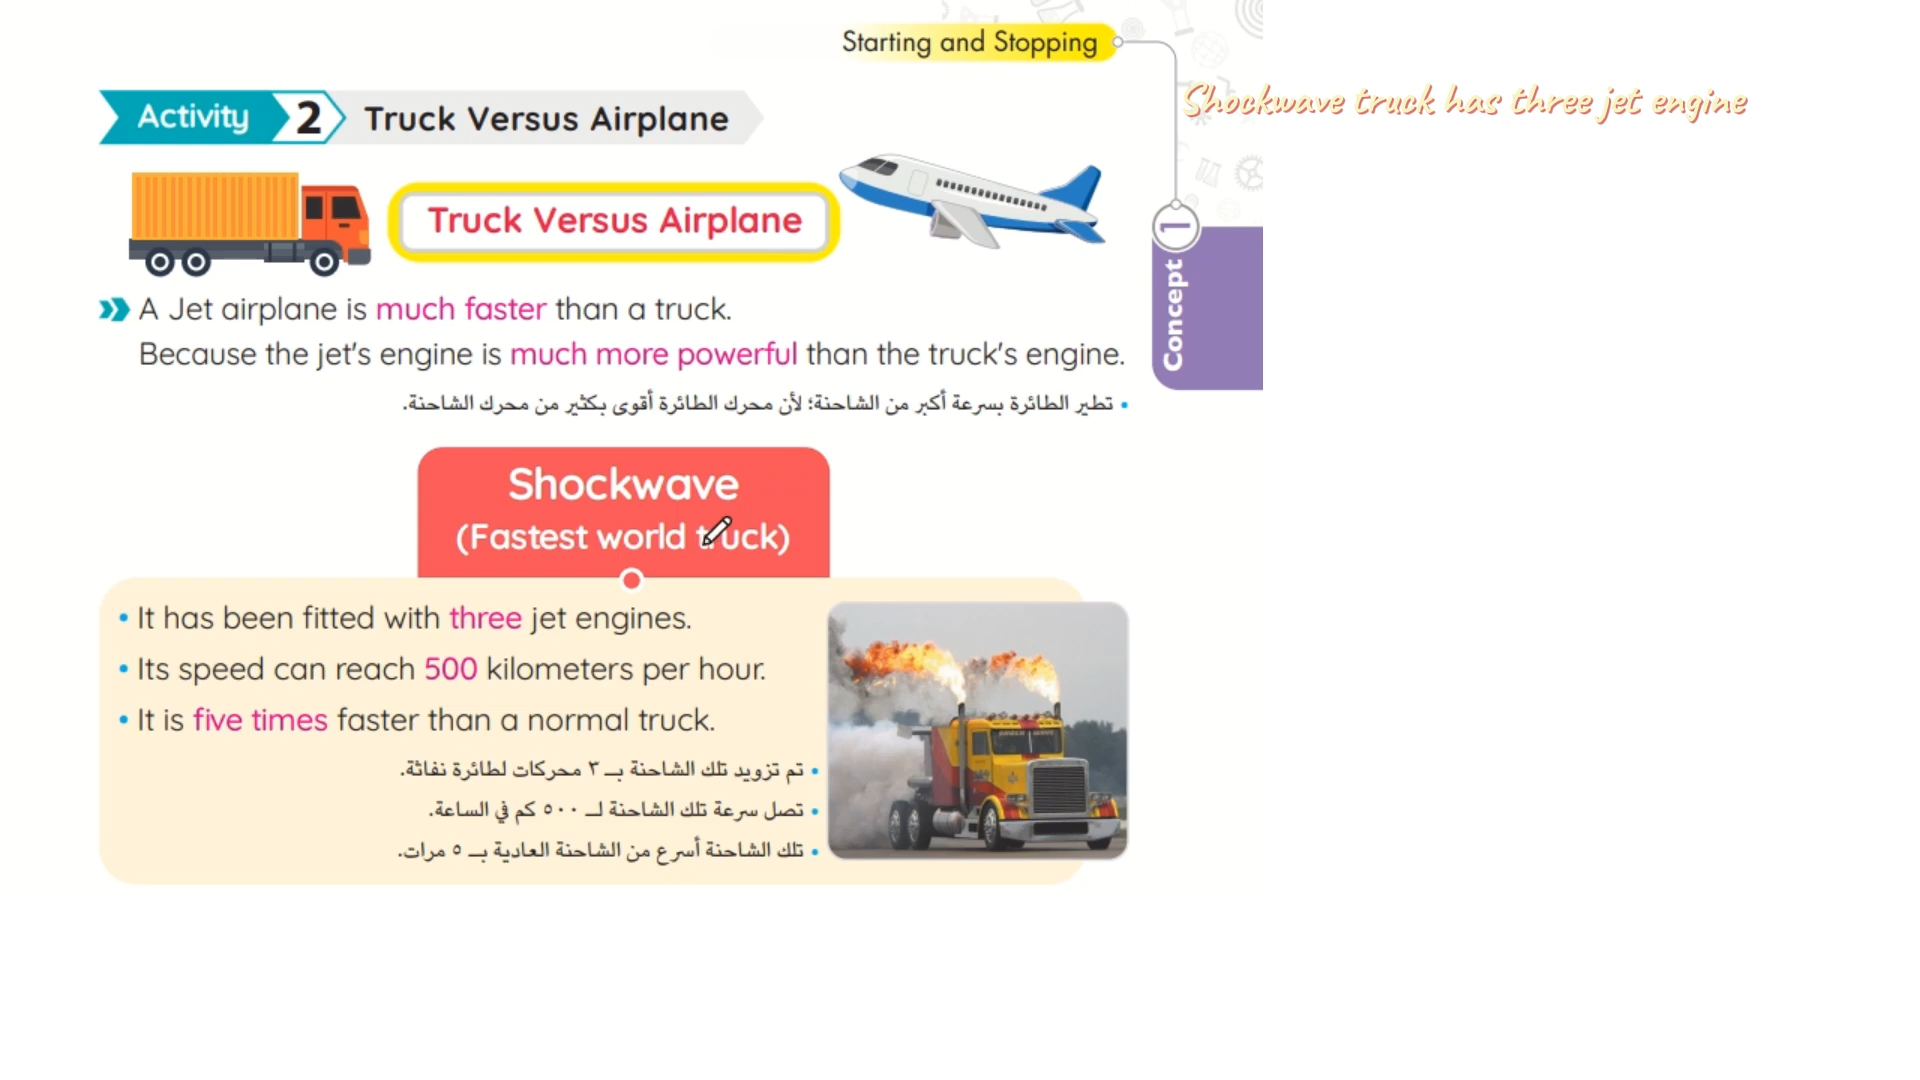 Starting and Stopping
Shockwave truck has three jet engine
Activity 2 Truck Versus Airplane
Truck Versus Airplane
1
Concept
A Jet airplane is much faster than a truck.
Because the jet's engine is much more powerful than the truck's engine.
• تطير الطائرة بسرعة أكبر من الشاحنة؛ لأن محرك الطائرة أقوى بكثير من محرك الشاحنة.
Shockwave
(Fastest world truck)
• It has been fitted with three jet engines.
• Its speed can reach 500 kilometers per hour.
• It is five times faster than a normal truck.
• تم تزويد تلك الشاحنة بـ ٣ محركات لطائرة نفاثة.
• تصل سرعة تلك الشاحنة لـ ٥٠٠ كم في الساعة.
• تلك الشاحنة أسرع من الشاحنة العادية بـ ٥ مرات.
SHOCK WAVE